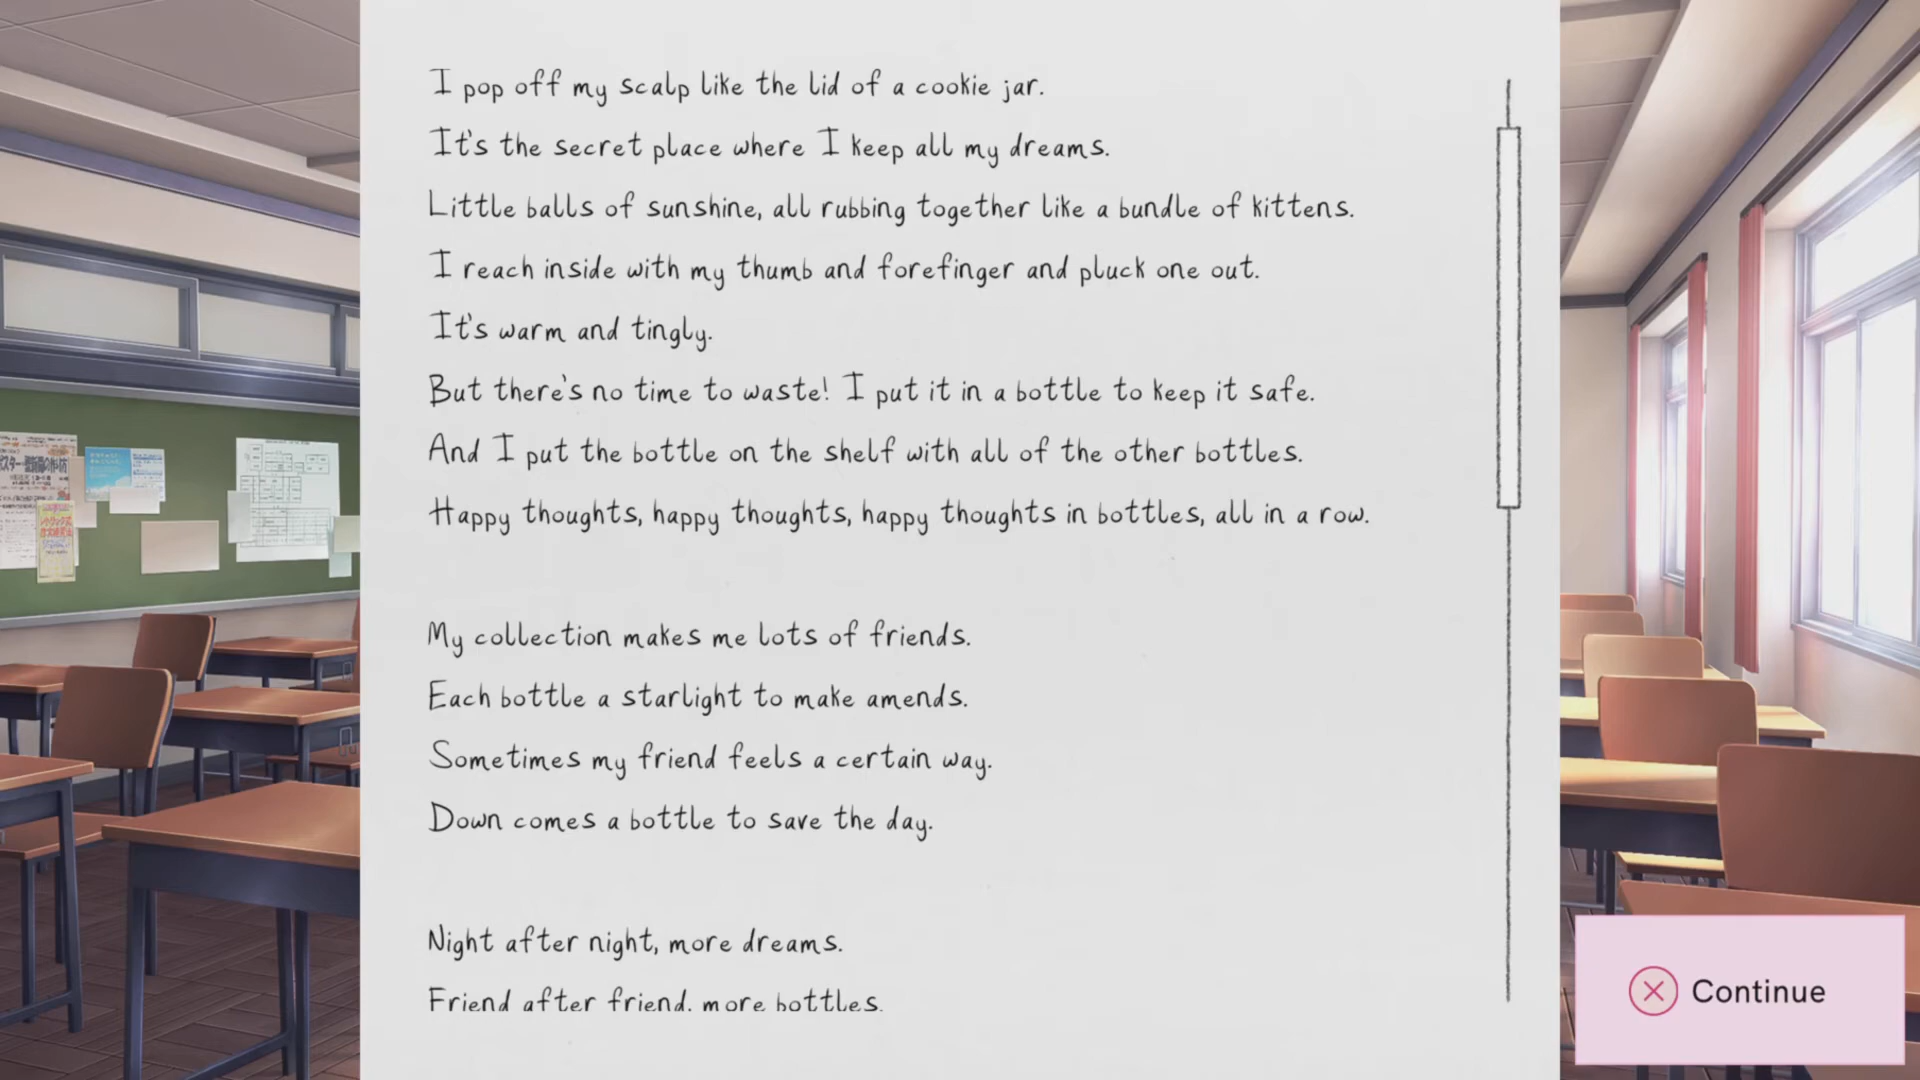 I pop off my scalp like the lid of a cookie jar.
It's the secret place where I keep all my dreams.
Little balls of sunshine, all rubbing together like a bundle of kittens.
I reach inside with my thumb and forefinger and pluck one out.
It's warm and tingly.
But there's no time to waste! I put it in a bottle to keep it safe.
And I put the bottle on the shelf with all of the other bottles.
Happy thoughts, happy thoughts, happy thoughts in bottles, all in a row.
My collection makes me lots of friends.
Each bottle a starlight to make amends.
Sometimes my friend feels a certain way.
Down comes a bottle to save the day.
Night after night, more dreams.
Friend after friend, more bottles.
Continue